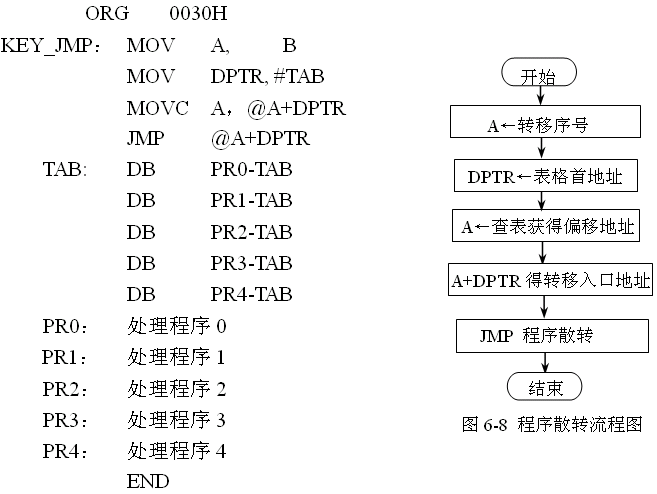 ORG 0030H
KEY_JMP： MOV A, B
MOV DPTR, #TAB
MOVC A，@A+DPTR
JMP @A+DPTR
TAB: DB PR0-TAB
DB PR1-TAB
DB PR2-TAB
DB PR3-TAB
DB PR4-TAB
PR0： 处理程序 0
PR1： 处理程序 1
PR2： 处理程序 2
PR3： 处理程序 3
PR4： 处理程序 4
END
开始
A←转移序号
DPTR←表格首地址
A←查表获得偏移地址
A+DPTR 得转移入口地址
JMP 程序散转
结束
图 6-8 程序散转流程图